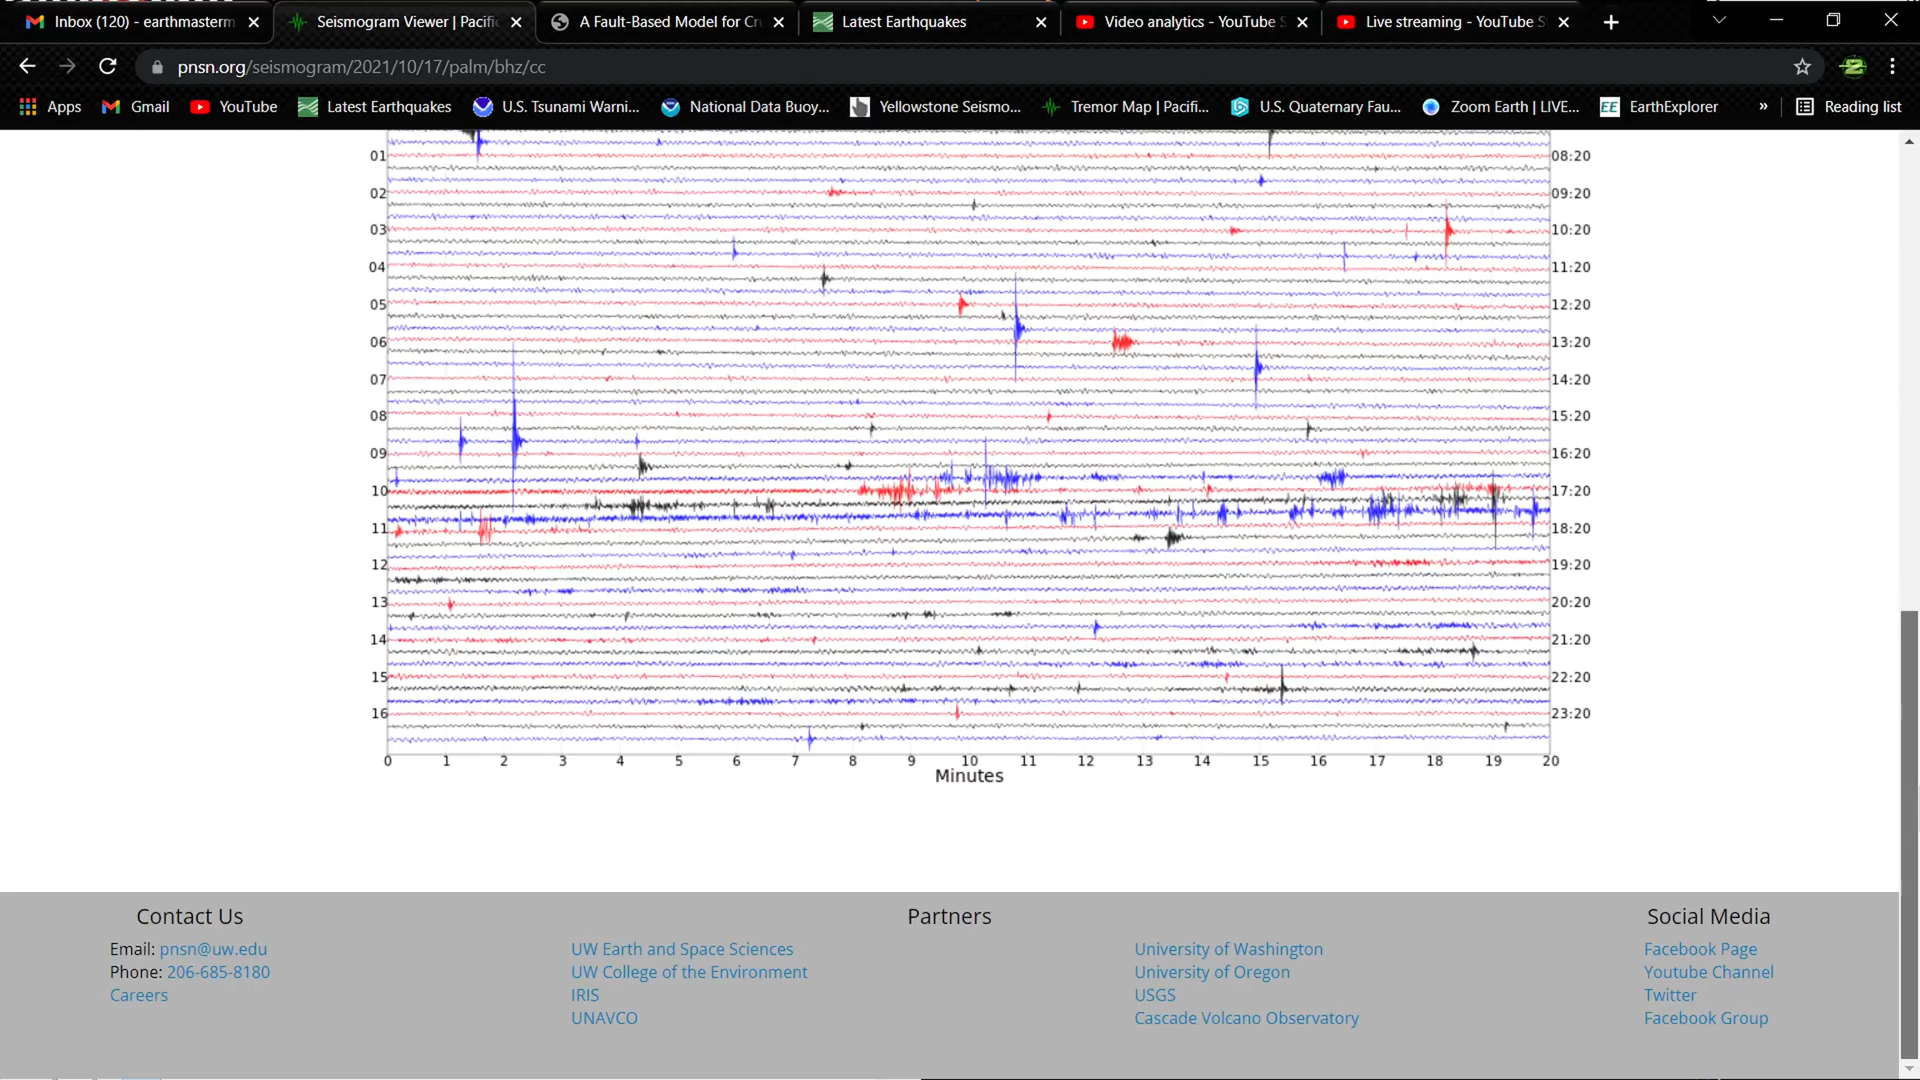 Inbox (120) - earthmasterm
Seismogram Viewer | Pacific
A Fault-Based Model for Cru
Latest Earthquakes
Video analytics - YouTube S
Live streaming - YouTube S
pnsn.org/seismogram/2021/10/17/palm/bhz/cc
Apps
Gmail
YouTube
Latest Earthquakes
U.S. Tsunami Warni...
National Data Buoy...
Yellowstone Seismo...
Tremor Map | Pacifi...
U.S. Quaternary Fau...
Zoom Earth | LIVE...
EE EarthExplorer
»
Reading list
01 08:20
02 09:20
03 10:20
04 11:20
05 12:20
06 13:20
07 14:20
08 15:20
09 16:20
10 17:20
11 18:20
12 19:20
13 20:20
14 21:20
15 22:20
16 23:20
0 1 2 3 4 5 6 7 8 9 10 11 12 13 14 15 16 17 18 19 20
Minutes
Contact Us
Email: pnsn@uw.edu
Phone: 206-685-8180
Careers
Partners
UW Earth and Space Sciences
UW College of the Environment
IRIS
UNAVCO
University of Washington
University of Oregon
USGS
Cascade Volcano Observatory
Social Media
Facebook Page
Youtube Channel
Twitter
Facebook Group